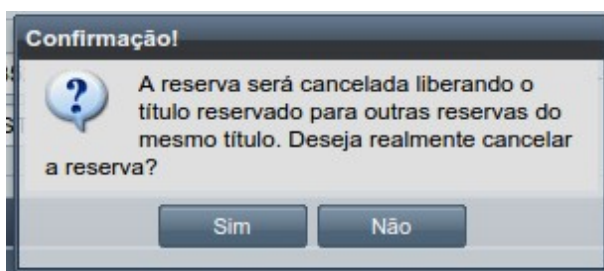 Confirmação!
A reserva será cancelada liberando o
título reservado para outras reservas do
mesmo título. Deseja realmente cancelar
a reserva?
Sim
Não